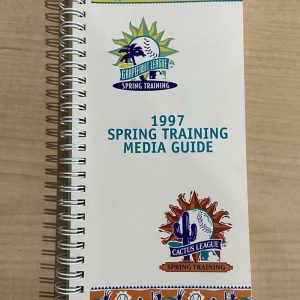 GRAPEFRUIT LEAGUE
SPRING TRAINING
1997
SPRING TRAINING
MEDIA GUIDE
CACTUS LEAGUE
SPRING TRAINING